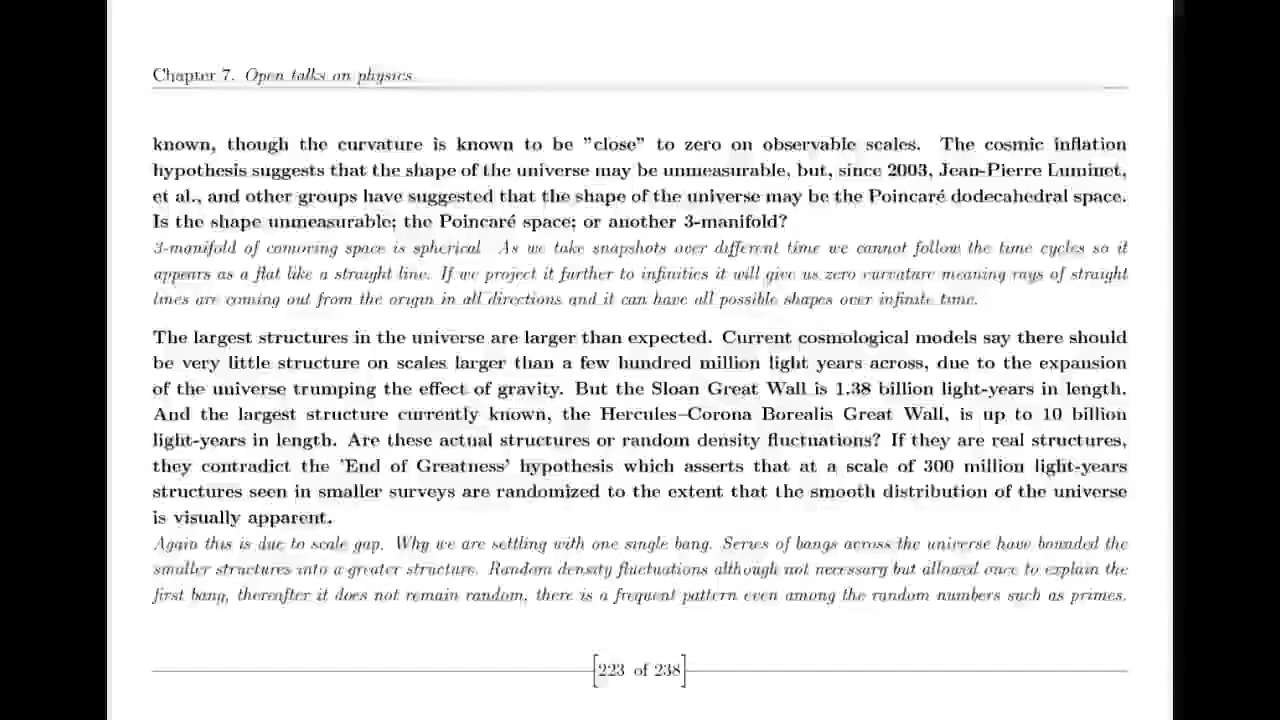 Chapter 7. Open talks on physics
known, though the curvature is known to be "close" to zero on observable scales. The cosmic inflation
hypothesis suggests that the shape of the universe may be unmeasurable, but, since 2003, Jean-Pierre Luminet,
et al., and other groups have suggested that the shape of the universe may be the Poincaré dodecahedral space.
Is the shape unmeasurable; the Poincaré space; or another 3-manifold?
3-manifold of comoving space is spherical. As we take snapshots over different time we cannot follow the time cycles so it
appears as a flat like a straight line. If we project it further to infinities it will give us zero curvature meaning rays of straight
lines are coming out from the origin in all directions and it can have all possible shapes over infinite time.
The largest structures in the universe are larger than expected. Current cosmological models say there should
be very little structure on scales larger than a few hundred million light years across, due to the expansion
of the universe trumping the effect of gravity. But the Sloan Great Wall is 1.38 billion light-years in length.
And the largest structure currently known, the Hercules–Corona Borealis Great Wall, is up to 10 billion
light-years in length. Are these actual structures or random density fluctuations? If they are real structures,
they contradict the 'End of Greatness' hypothesis which asserts that at a scale of 300 million light-years
structures seen in smaller surveys are randomized to the extent that the smooth distribution of the universe
is visually apparent.
Again this is due to scale gap. Why we are settling with one single bang. Series of bangs across the universe have bounded the
smaller structures into a greater structure. Random density fluctuations although not necessary but allowed once to explain the
first bang, thereafter it does not remain random, there is a frequent pattern even among the random numbers such as primes.
223 of 238